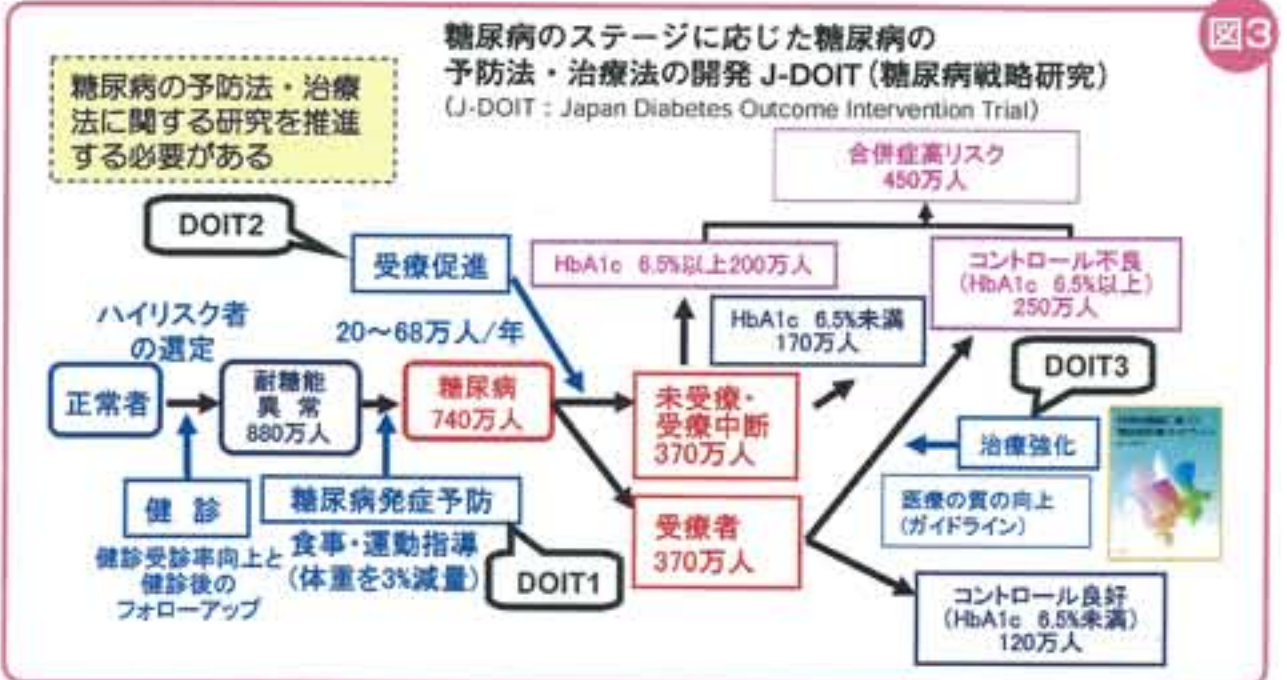 図3
糖尿病のステージに応じた糖尿病の
予防法・治療法の開発 J-DOIT(糖尿病戦略研究)
(J-DOIT : Japan Diabetes Outcome Intervention Trial)
糖尿病の予防法・治療
法に関する研究を推進
する必要がある
合併症高リスク
450万人
DOIT2
受療促進
HbA1c 6.5%以上200万人
コントロール不良
(HbA1c 6.5%以上)
250万人
ハイリスク者
の選定
20～68万人/年
HbA1c 6.5%未満
170万人
DOIT3
正常者
耐糖能
異 常
880万人
糖尿病
740万人
未受療・
受療中断
370万人
治療強化
健 診
糖尿病発症予防
医療の質の向上
(ガイドライン)
健診受診率向上と
健診後の
フォローアップ
食事・運動指導
(体重を3%減量)
DOIT1
受療者
370万人
コントロール良好
(HbA1c 6.5%未満)
120万人